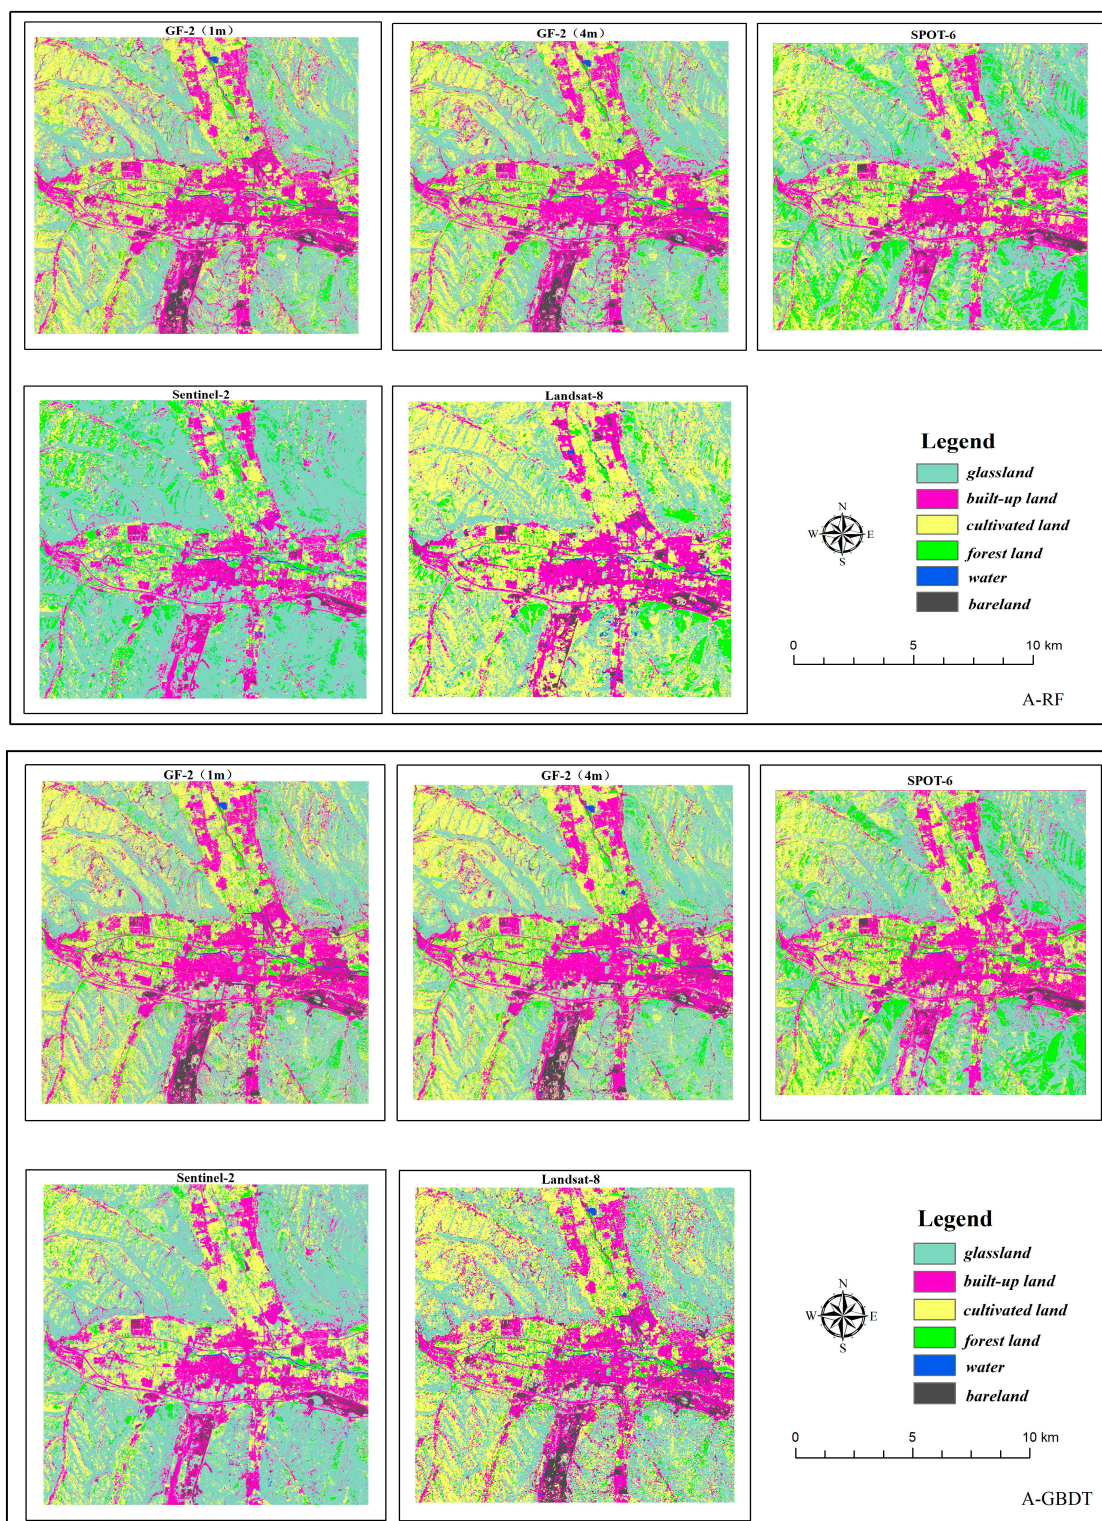 GF-2（1m）
GF-2（4m）
SPOT-6
Sentinel-2
Landsat-8
Legend
glassland
built-up land
cultivated land
forest land
water
bareland
N
W E
S
0 5 10 km
A-RF
GF-2（1m）
GF-2（4m）
SPOT-6
Sentinel-2
Landsat-8
Legend
glassland
built-up land
cultivated land
forest land
water
bareland
N
W E
S
0 5 10 km
A-GBDT